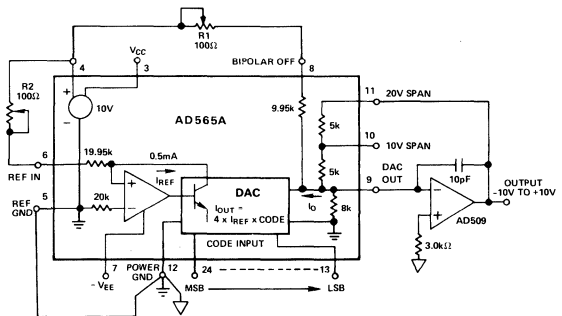 R1
100Ω
4
VCC
3
BIPOLAR OFF
8
R2
100Ω
+
10V
–
AD565A
9.95k
11
20V SPAN
5k
10
10V SPAN
5k
6
REF IN
19.95k
0.5mA
IREF
DAC
9
DAC
OUT
10pF
OUTPUT
–10V TO +10V
REF
GND
5
20k
+
–
IOUT =
4 × IREF × CODE
IO
8k
–
+
AD509
3.0kΩ
CODE INPUT
7
– VEE
POWER
GND
12
24
MSB
13
LSB